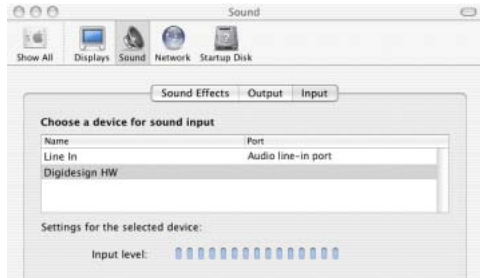 Sound
Show All Displays Sound Network Startup Disk
Sound Effects Output Input
Choose a device for sound input
Name Port
Line In Audio line-in port
Digidesign HW
Settings for the selected device:
Input level: